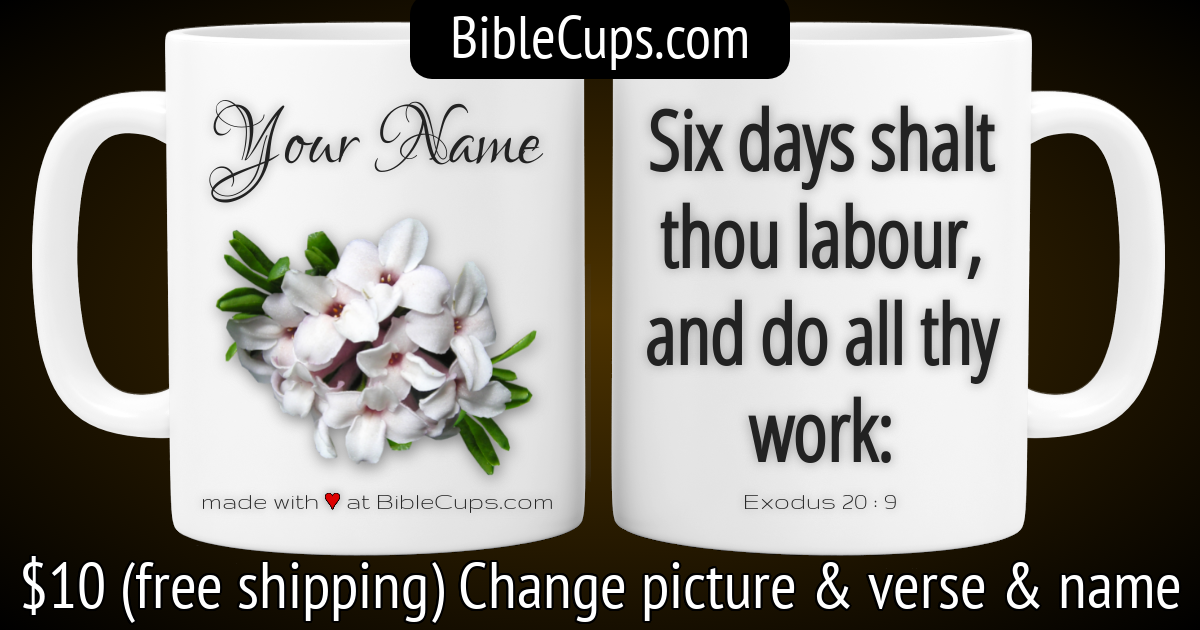 BibleCups.com
Your Name
made with ♥ at BibleCups.com
Six days shalt
thou labour,
and do all thy
work:
Exodus 20 : 9
$10 (free shipping) Change picture & verse & name